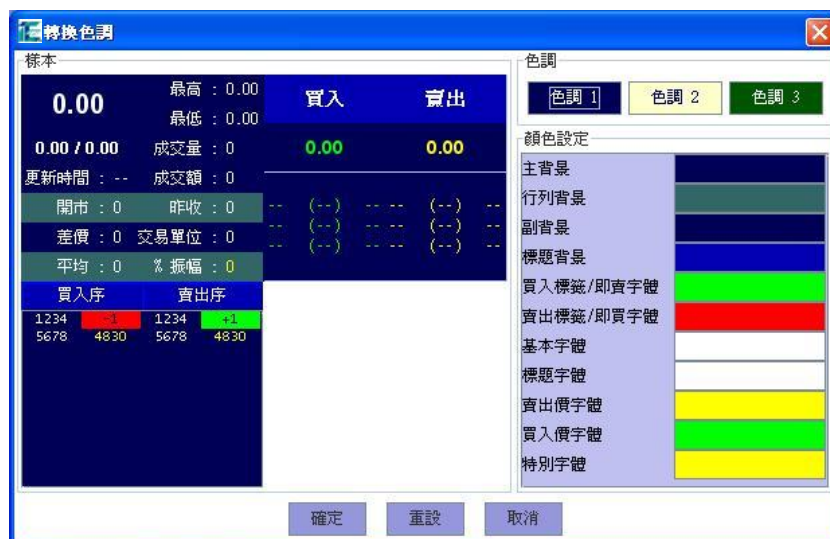 轉換色調
樣本
0.00
最高 : 0.00
最低 : 0.00
0.00 / 0.00 成交量 : 0
更新時間 : -- 成交額 : 0
開市 : 0 昨收 : 0
差價 : 0 交易單位 : 0
平均 : 0 % 振幅 : 0
買入 賣出
0.00 0.00
-- (--) -- -- (--) --
-- (--) -- -- (--) --
-- (--) -- -- (--) --
買入序 賣出序
1234 -1 1234 +1
5678 4830 5678 4830
色調
色調 1 色調 2 色調 3
顏色設定
主背景
行列背景
副背景
標題背景
買入標籤/即賣字體
賣出標籤/即買字體
基本字體
標題字體
賣出價字體
買入價字體
特別字體
確定 重設 取消